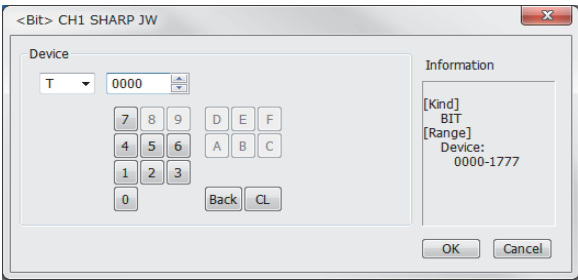 <Bit> CH1 SHARP JW
Device
T 0000
7 8 9 D E F
4 5 6 A B C
1 2 3
0 Back CL
Information
[Kind]
BIT
[Range]
Device:
0000-1777
OK Cancel